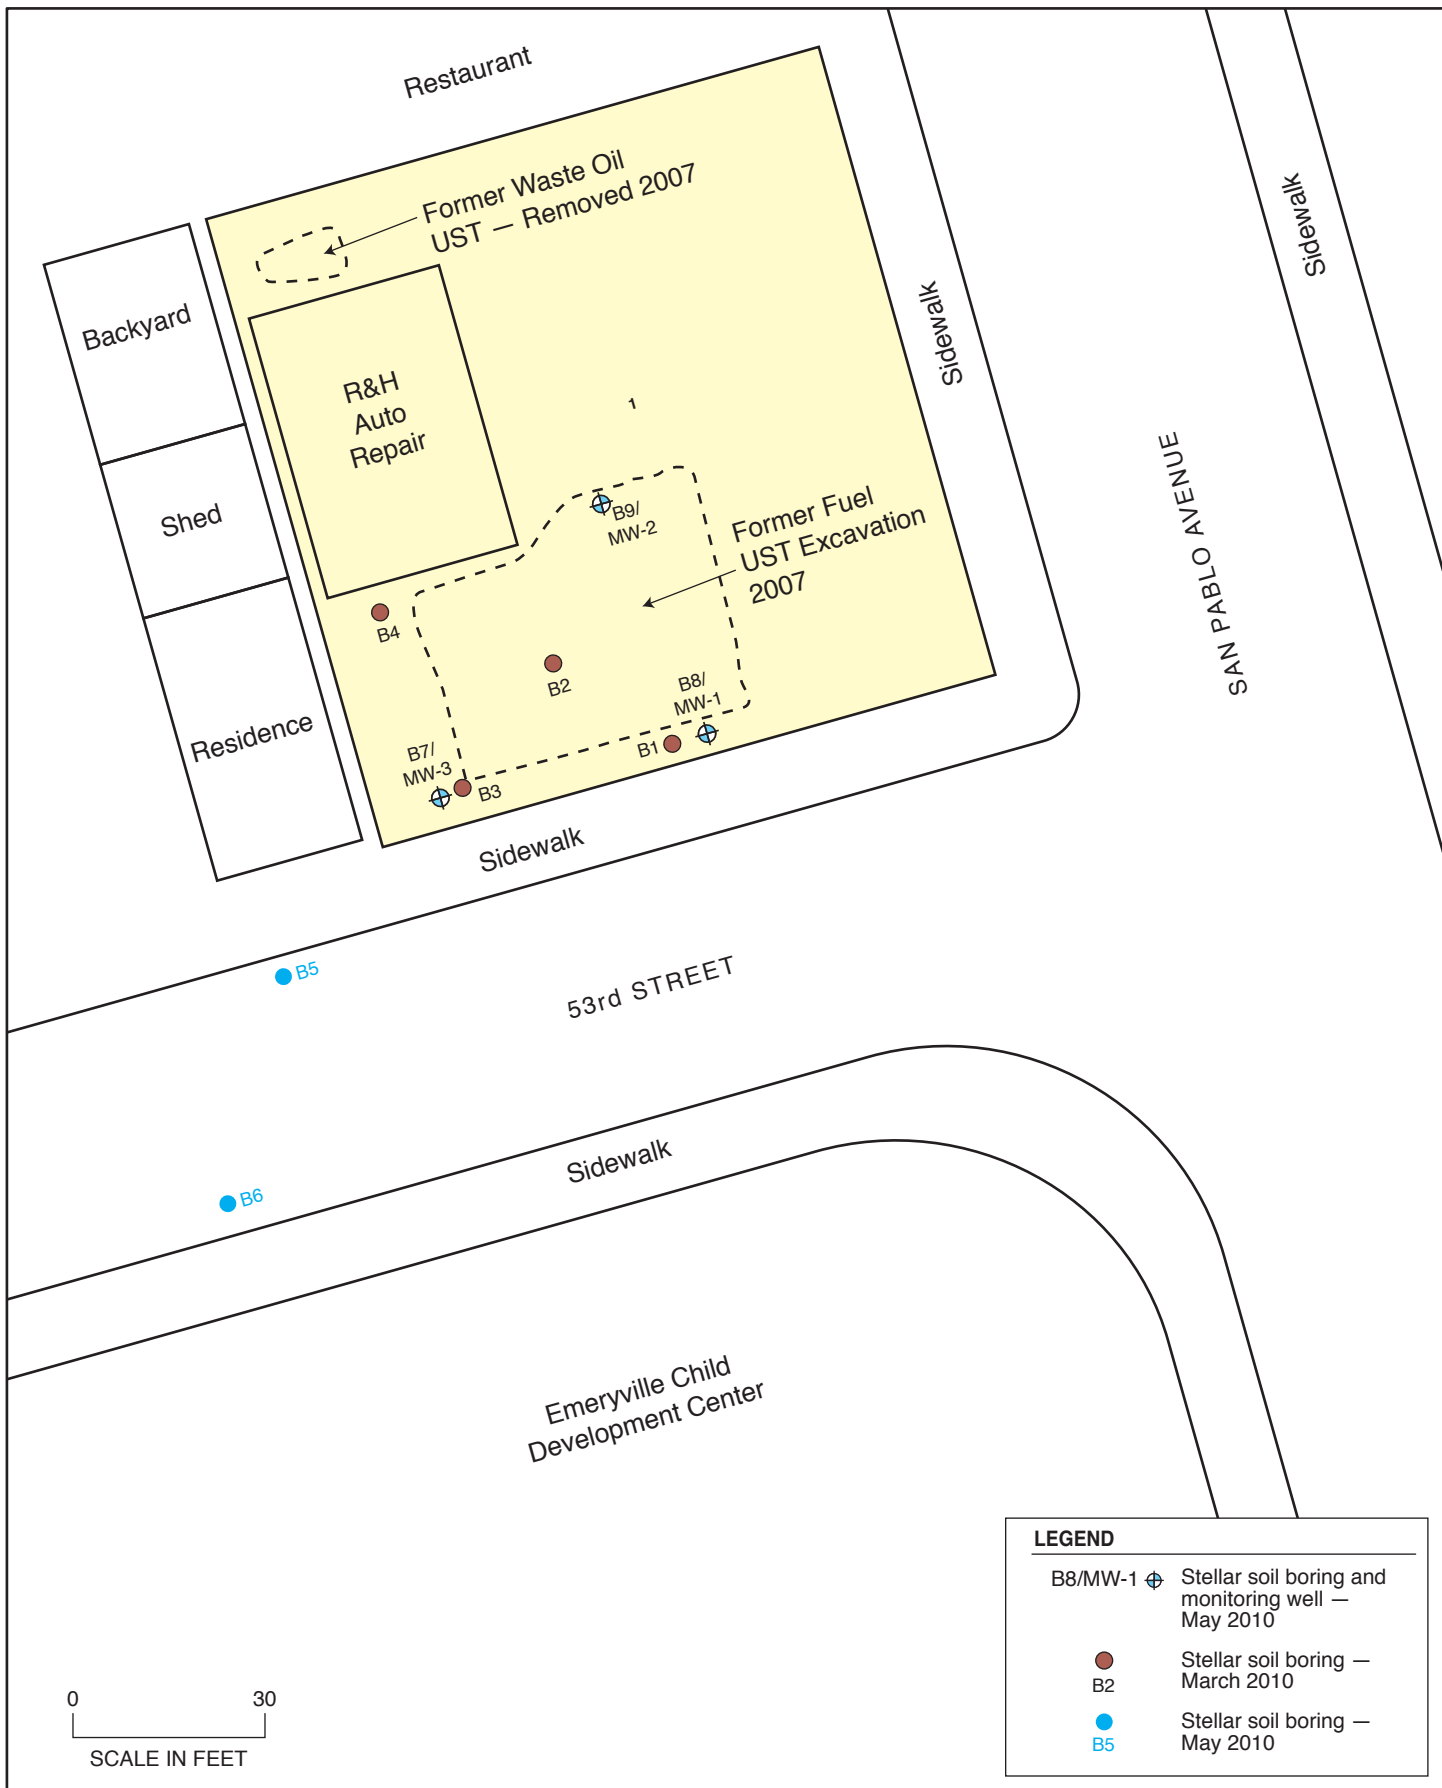 Restaurant
Former Waste Oil
UST — Removed 2007
Sidewalk
Backyard
Sidewalk
R&H
Auto
Repair
1
Shed
B9/
MW-2
Former Fuel
UST Excavation
2007
SAN PABLO AVENUE
B4
B2
B8/
MW-1
Residence
B7/
MW-3
B1
B3
Sidewalk
B5
53rd STREET
Sidewalk
B6
Emeryville Child
Development Center
LEGEND
B8/MW-1 Stellar soil boring and
monitoring well —
May 2010
Stellar soil boring —
B2 March 2010
Stellar soil boring —
B5 May 2010
0 30
SCALE IN FEET